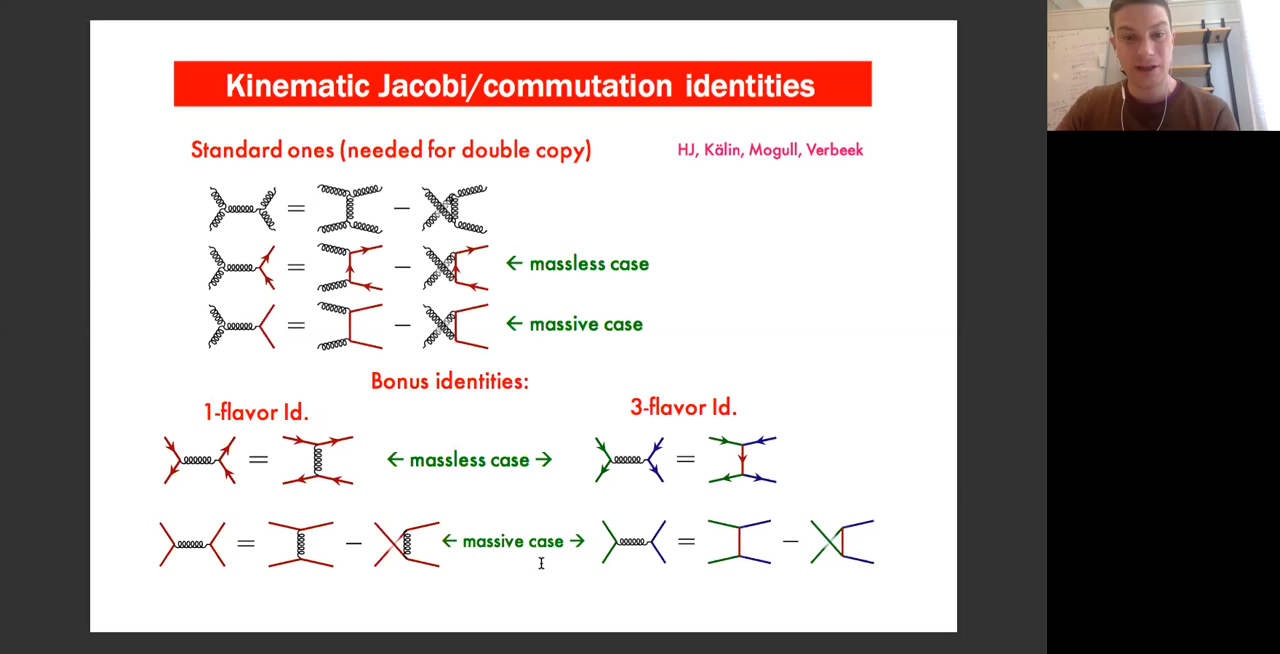 Kinematic Jacobi/commutation identities
Standard ones (needed for double copy)
HJ, Kälin, Mogull, Verbeek
= −
= − ← massless case
= − ← massive case
Bonus identities:
1-flavor Id.
3-flavor Id.
= ← massless case → =
= − ← massive case → = −